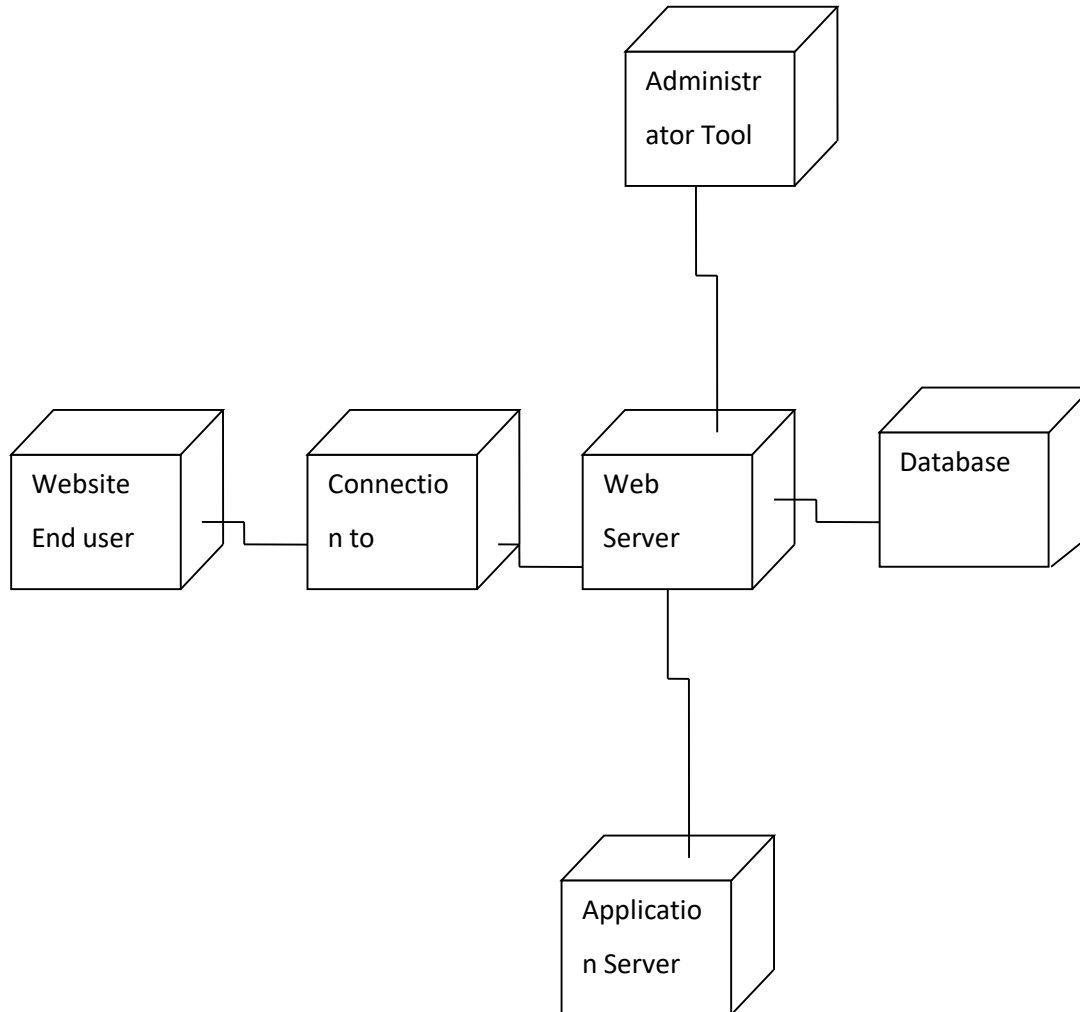 Administr
ator Tool
Website
End user
Connectio
n to
Web
Server
Database
Applicatio
n Server